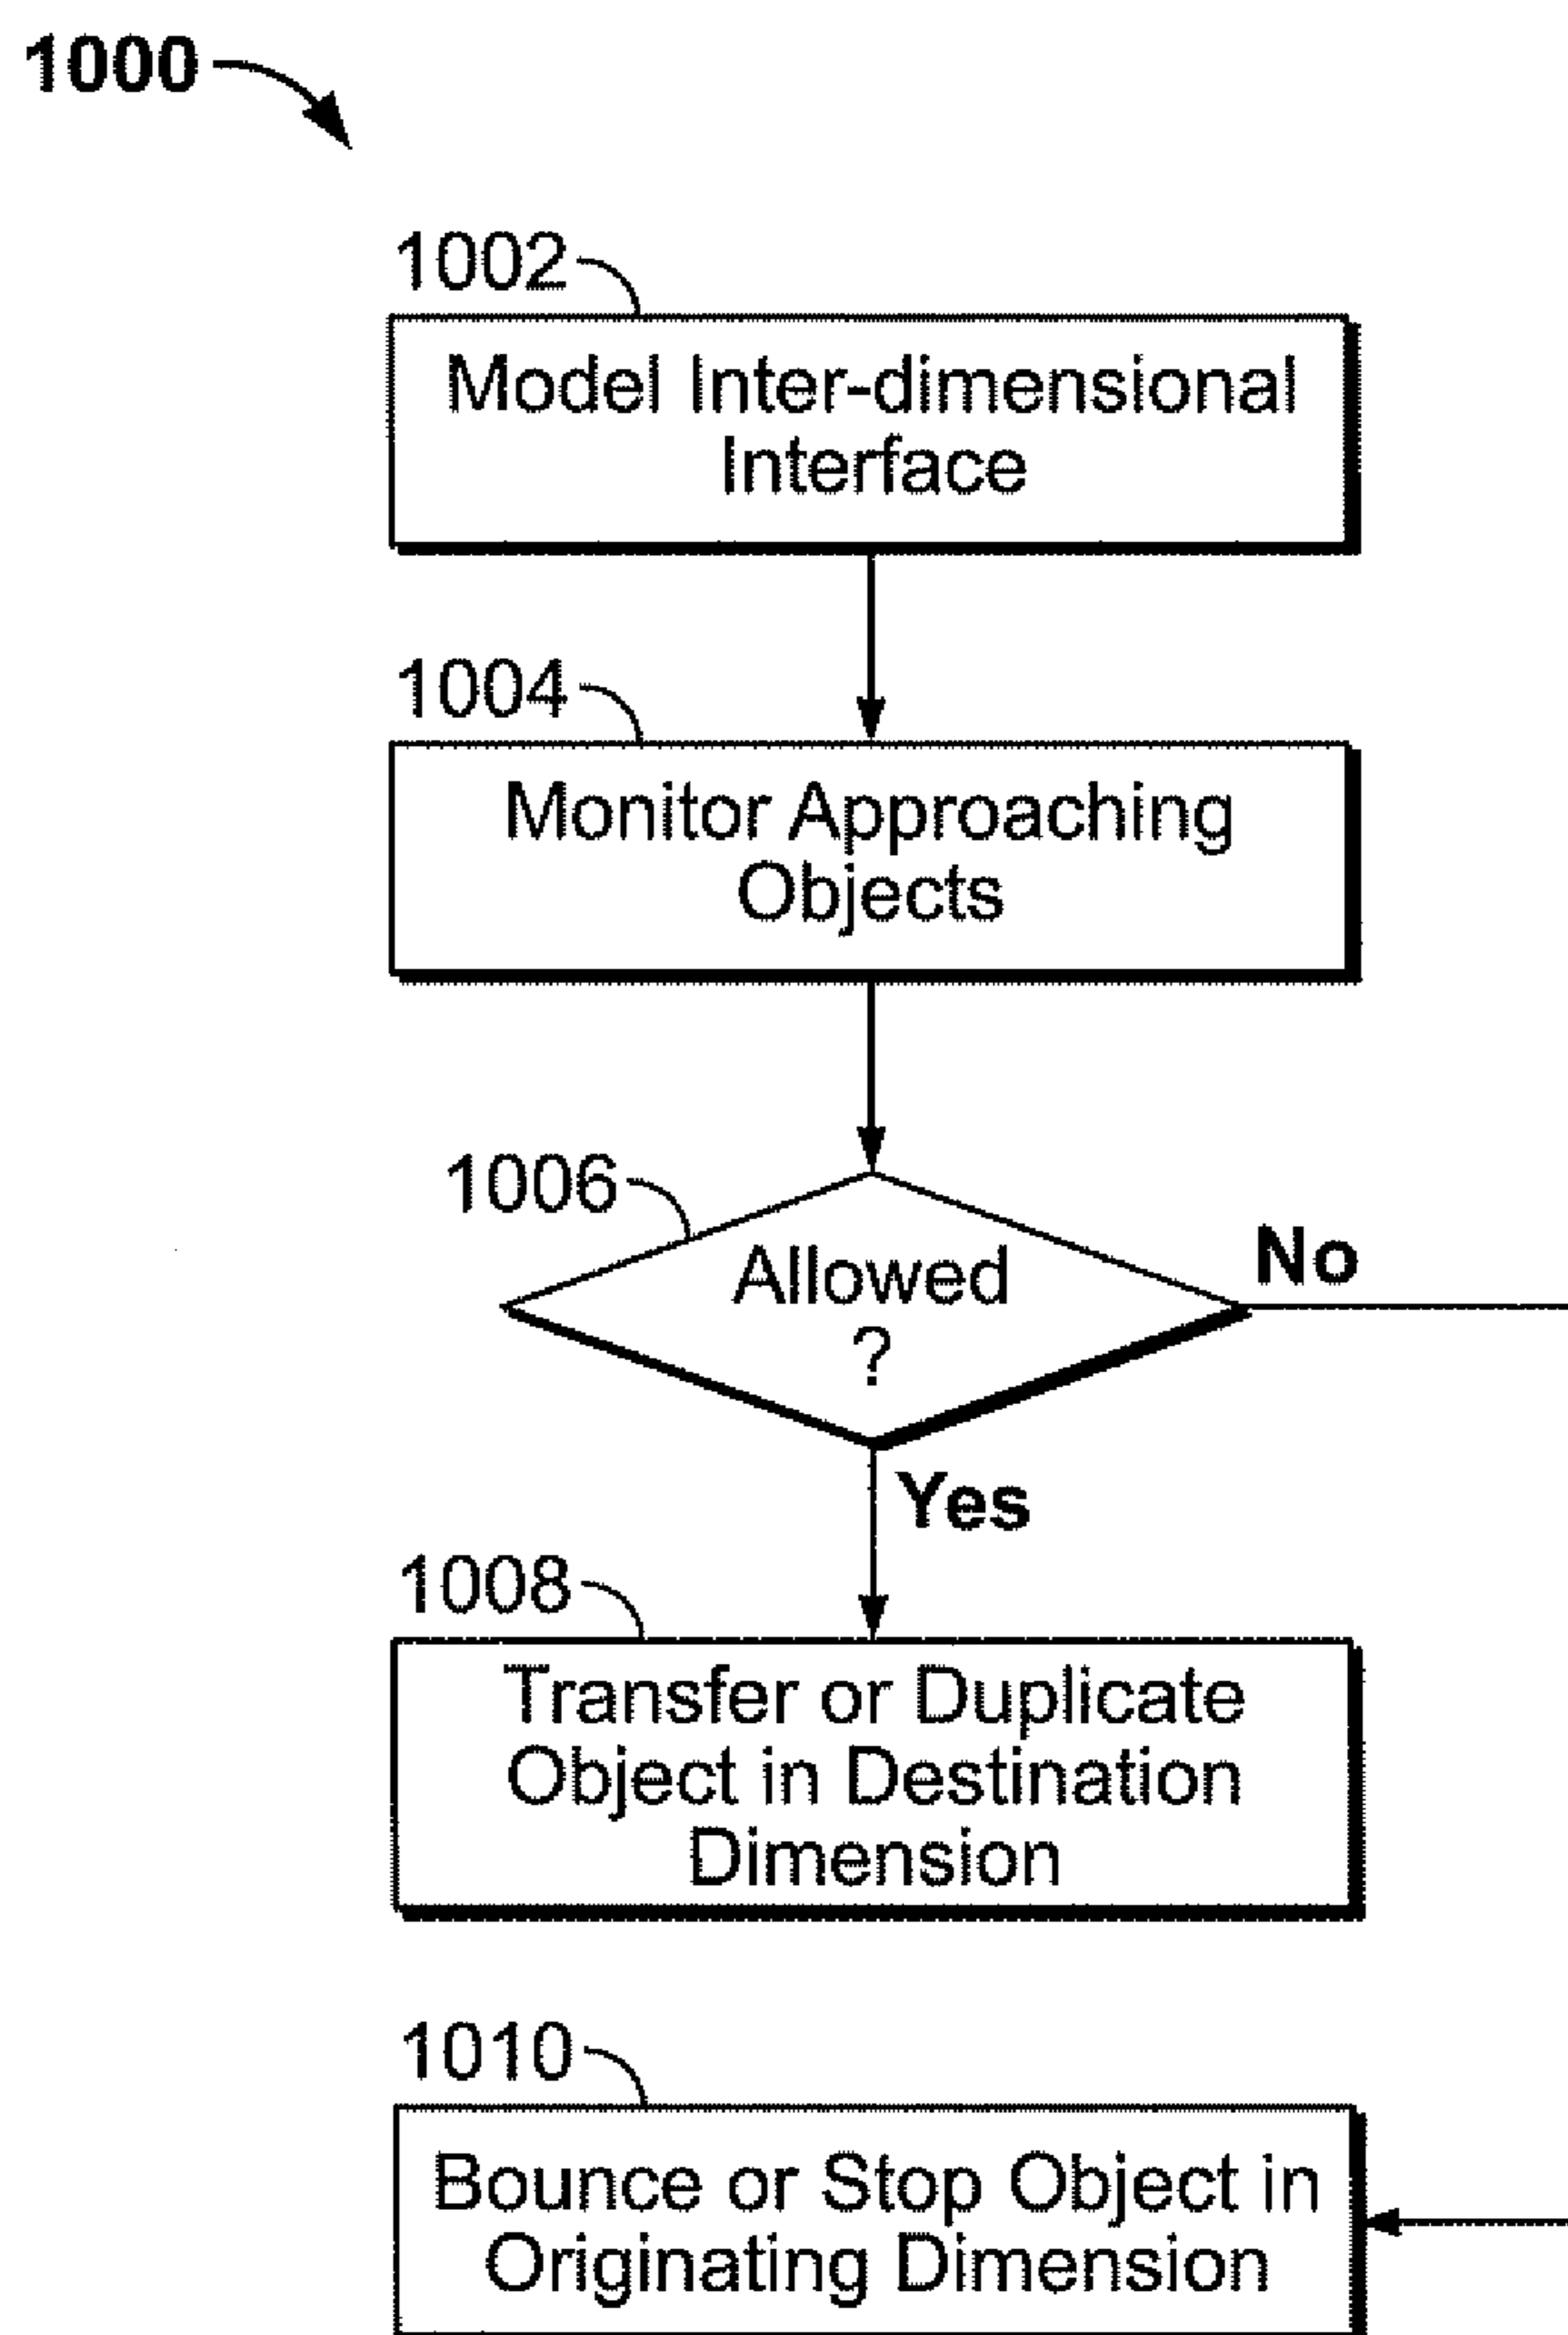 1000
1002
Model Inter-dimensional
Interface
1004
Monitor Approaching
Objects
1006
Allowed
?
No
Yes
1008
Transfer or Duplicate
Object in Destination
Dimension
1010
Bounce or Stop Object in
Originating Dimension